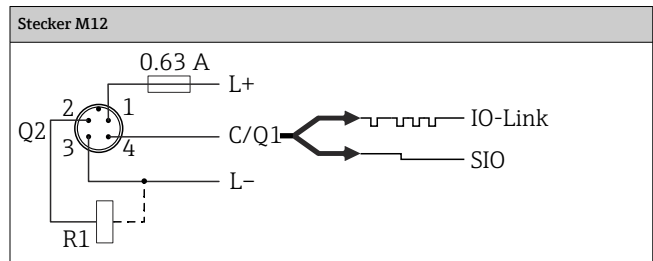 Stecker M12
0.63 A
L+
2 1
Q2
3 4
C/Q1
IO-Link
SIO
L–
R1